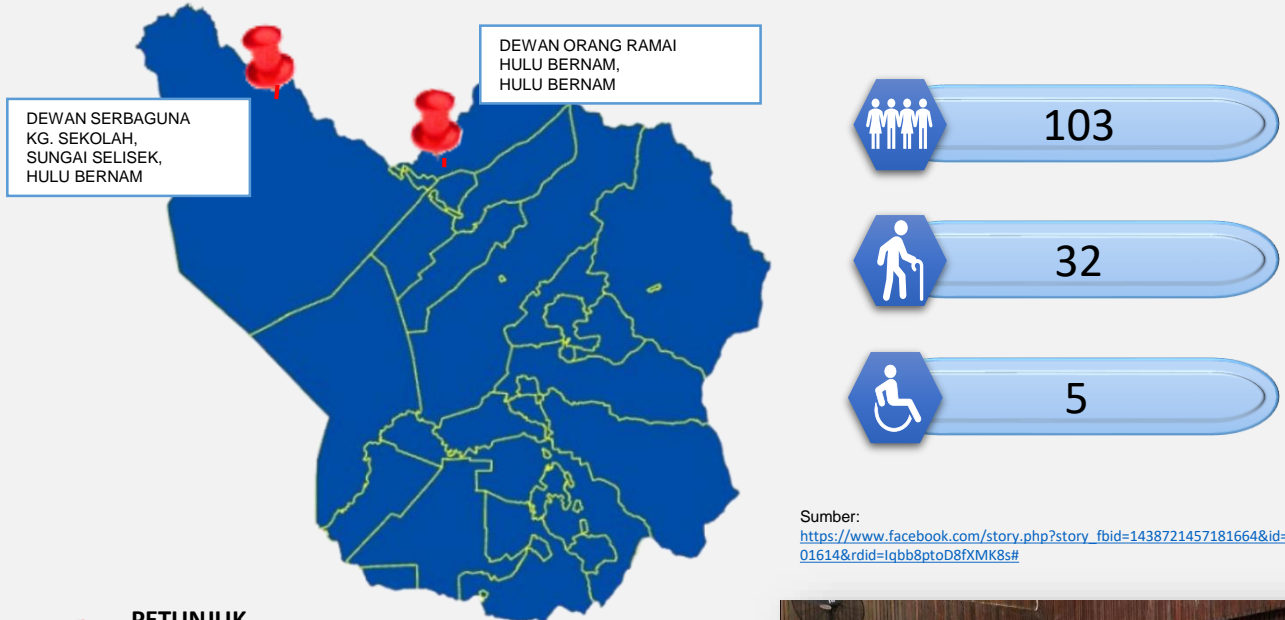 DEWAN ORANG RAMAI
HULU BERNAM,
HULU BERNAM
DEWAN SERBAGUNA
KG. SEKOLAH,
SUNGAI SELISEK,
HULU BERNAM
103
32
5
Sumber:
https://www.facebook.com/story.php?story_fbid=1438721457181664&id=
01614&rdid=Iqbb8ptoD8fXMK8s#
PETUNJUK